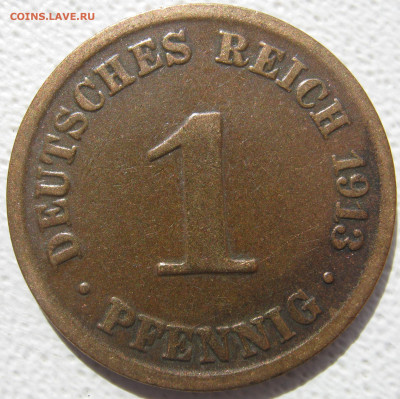 COINS.LAVE.RU
DEUTSCHES REICH 1913
1
· PFENNIG ·